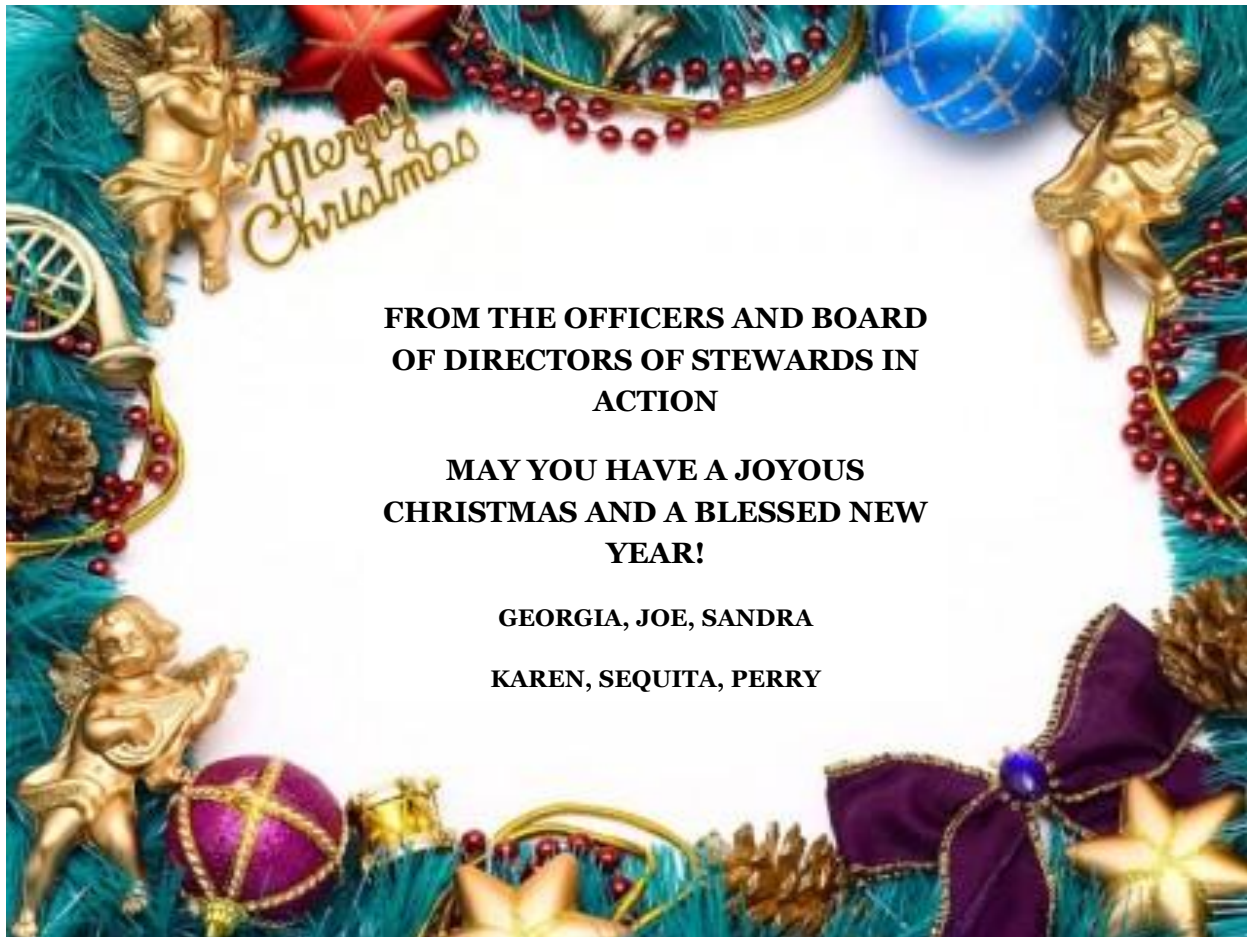 Merry
Christmas
FROM THE OFFICERS AND BOARD
OF DIRECTORS OF STEWARDS IN
ACTION
MAY YOU HAVE A JOYOUS
CHRISTMAS AND A BLESSED NEW
YEAR!
GEORGIA, JOE, SANDRA
KAREN, SEQUITA, PERRY